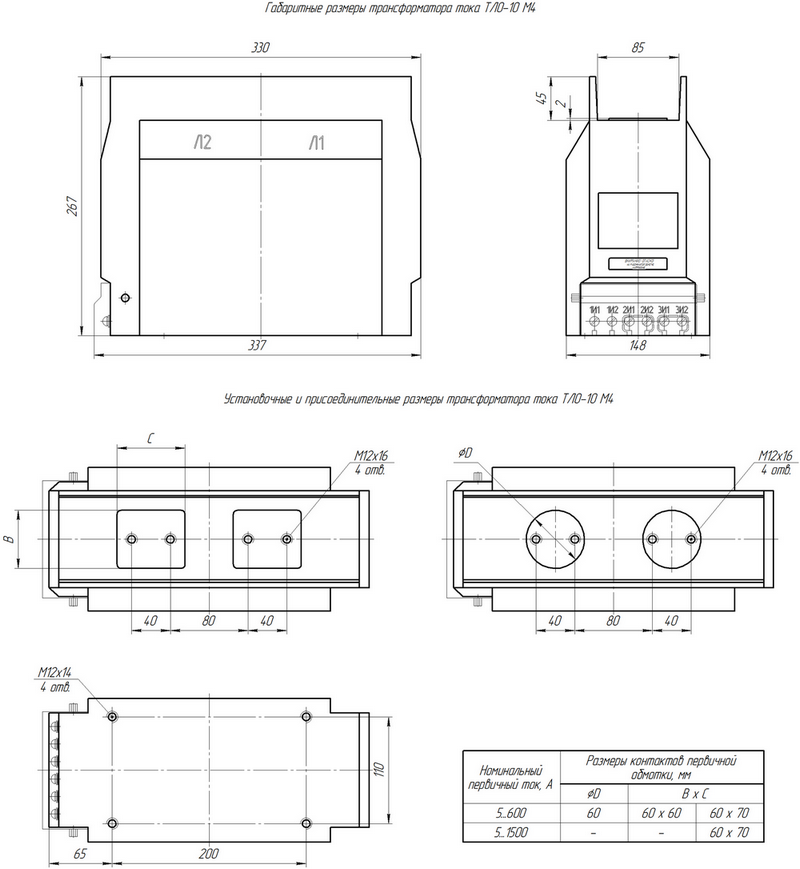 Габаритные размеры трансформатора тока ТЛО-10 М4
330
85
45
2
Л2 Л1
267
1И1 1И2 2И1 2И2 3И1 3И2
337
148
Установочные и присоединительные размеры трансформатора тока ТЛО-10 М4
C
М12х16
4 отв.
B
40 80 40
ϕD
М12х16
4 отв.
40 80 40
М12х14
4 отв.
110
65 200
Номинальный первичный ток, А
Размеры контактов первичной обмотки, мм
ϕD B x C
5...600 60 60 х 60 60 х 70
5...1500 – – 60 х 70